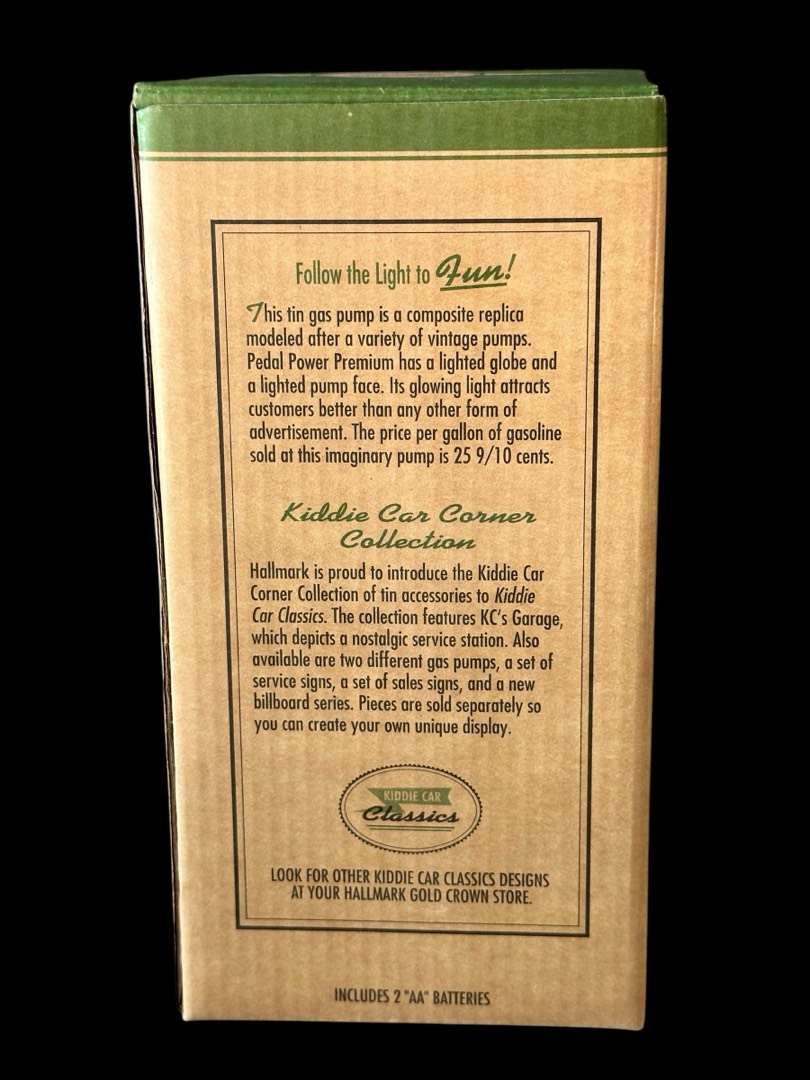 Follow the Light to Fun!
This tin gas pump is a composite replica
modeled after a variety of vintage pumps.
Pedal Power Premium has a lighted globe and
a lighted pump face. Its glowing light attracts
customers better than any other form of
advertisement. The price per gallon of gasoline
sold at this imaginary pump is 25 9/10 cents.
Kiddie Car Corner
Collection
Hallmark is proud to introduce the Kiddie Car
Corner Collection of tin accessories to Kiddie
Car Classics. The collection features KC's Garage,
which depicts a nostalgic service station. Also
available are two different gas pumps, a set of
service signs, a set of sales signs, and a new
billboard series. Pieces are sold separately so
you can create your own unique display.
KIDDIE CAR
Classics
LOOK FOR OTHER KIDDIE CAR CLASSICS DESIGNS
AT YOUR HALLMARK GOLD CROWN STORE.
INCLUDES 2 "AA" BATTERIES